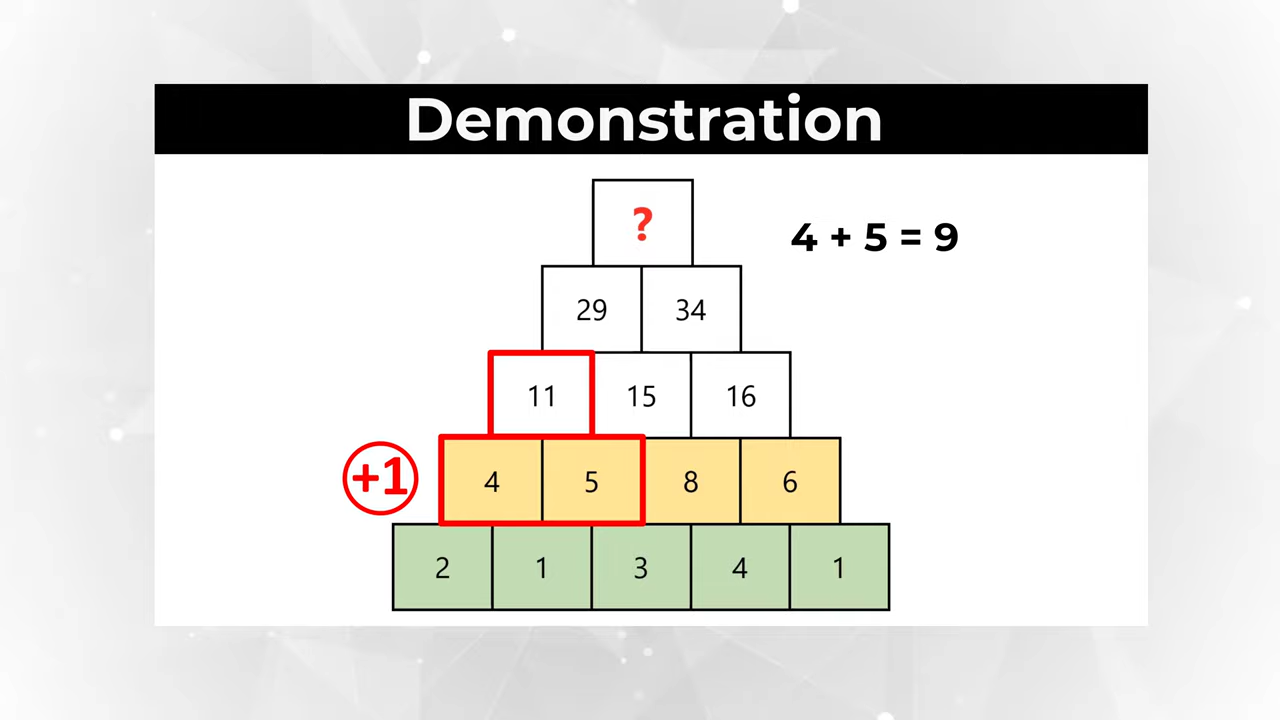 Demonstration
?
4 + 5 = 9
29 34
11 15 16
+1
4 5 8 6
2 1 3 4 1